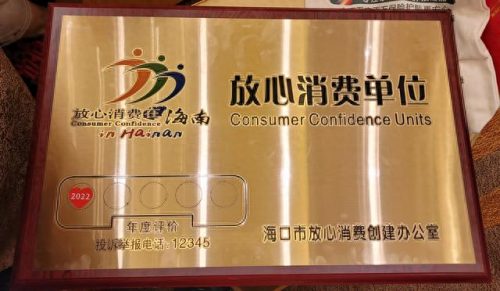 放心消费单位
Consumer Confidence Units
放心消费
海南
Consumer Confidence
in Hainan
2022
年度评价
投诉举报电话:12345
海口市放心消费创建办公室